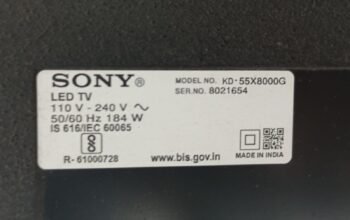 SONY®
LED TV
110 V - 240 V ～
50/60 Hz 184 W
IS 616/IEC 60065
R- 61000728
MODEL NO. KD-55X8000G
SER.NO. 8021654
MADE IN INDIA
www.bis.gov.in